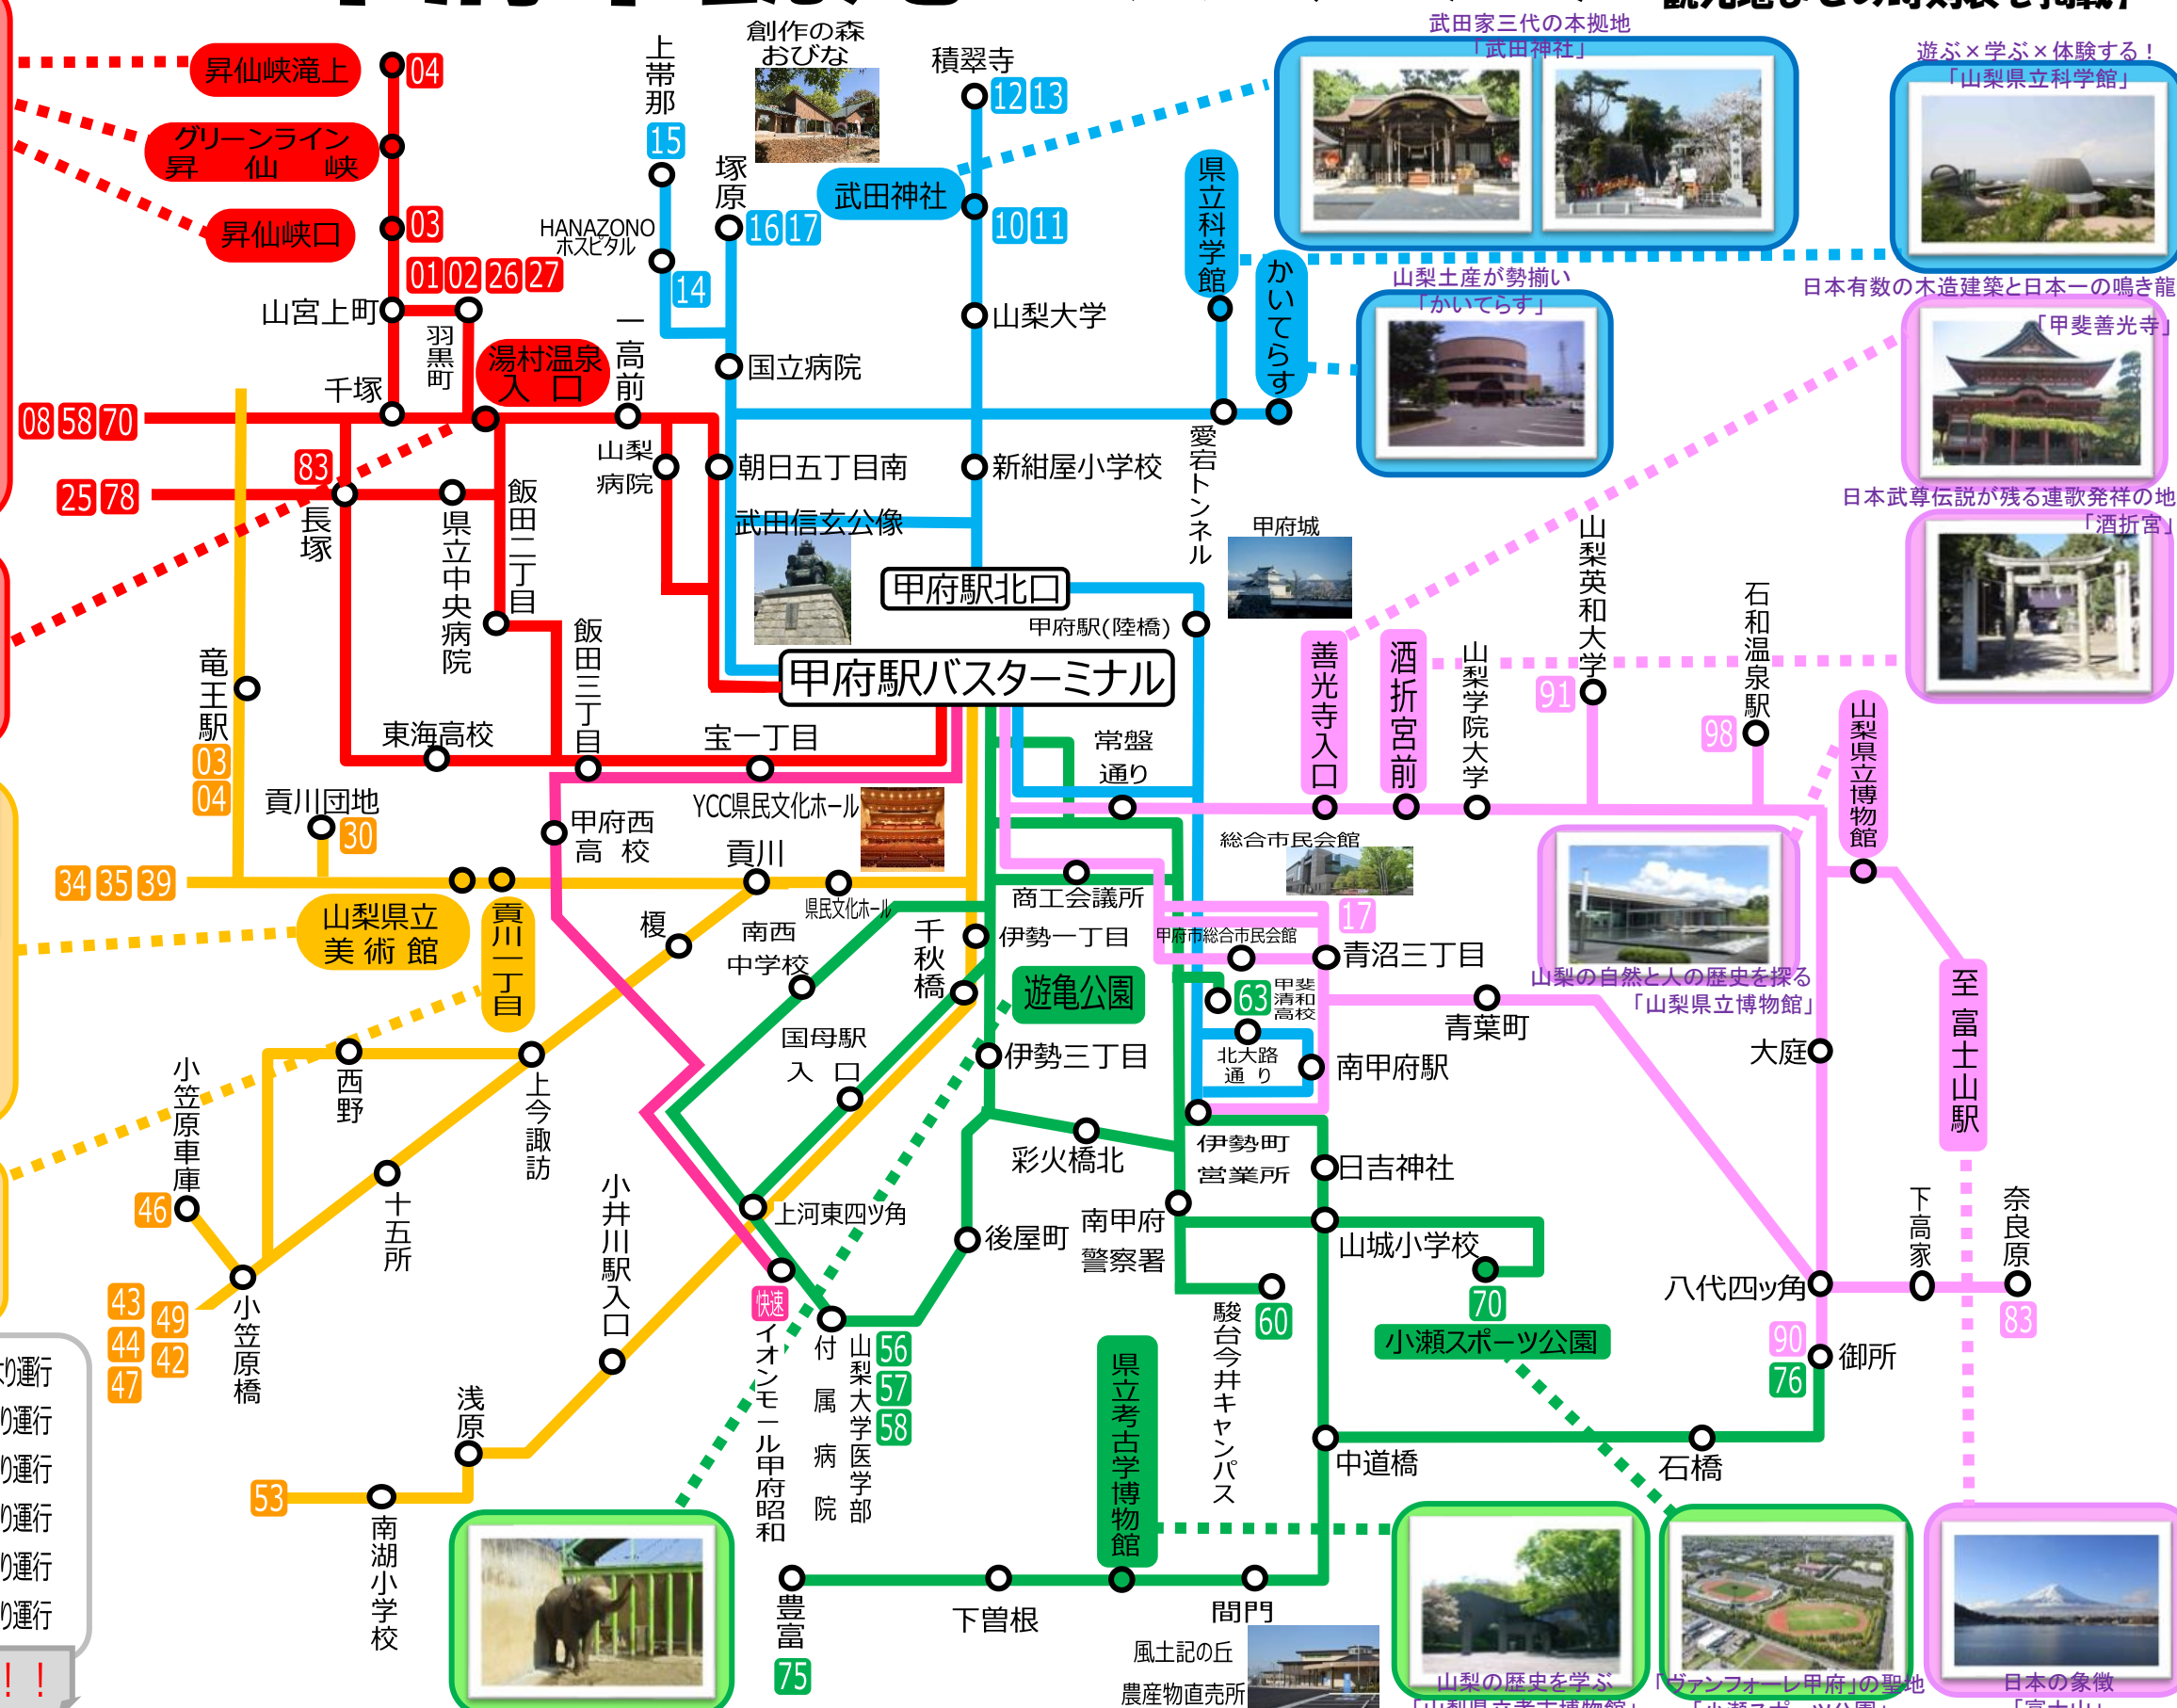 武田家三代の本拠地
「武田神社」
遊ぶ×学ぶ×体験する！
「山梨県立科学館」
昇仙峡滝上
04
グリーンライン
昇仙峡
昇仙峡口
03
01 02 26 27
山宮上町
羽黒町
湯村温泉
入口
千塚
一高前
08 58 70
83
25 78
長塚
県立中央病院
飯田二丁目
山梨
病院
朝日五丁目南
上帯那
15
HANAZONO
ホスピタル
14
創作の森
おびな
塚原
16 17
国立病院
積翠寺
12 13
武田神社
10 11
山梨大学
新紺屋小学校
武田信玄公像
県立科学館
かいてらす
愛宕トンネル
山梨土産が勢揃い
「かいてらす」
日本有数の木造建築と日本一の鳴き龍
「甲斐善光寺」
日本武尊伝説が残る連歌発祥の地
「酒折宮」
甲府城
甲府駅北口
甲府駅(陸橋)
甲府駅バスターミナル
善光寺入口
酒折宮前
山梨学院大学
山梨英和大学
91
石和温泉駅
98
山梨県立博物館
竜王駅
03
04
東海高校
飯田三丁目
宝一丁目
常盤
通り
貢川団地
30
甲府西
高校
YCC県民文化ホール
貢川
県民文化ホール
34 35 39
山梨県立
美術館
貢川一丁目
榎
南西
中学校
千秋橋
伊勢一丁目
商工会議所
総合市民会館
17
甲府市総合市民会館
青沼三丁目
遊亀公園
63
甲斐
清和
高校
青葉町
山梨の自然と人の歴史を探る
「山梨県立博物館」
至富士山駅
大庭
国母駅
入口
伊勢三丁目
北大路
通り
南甲府駅
小笠原車庫
46
西野
上今諏訪
十五所
小笠原橋
43
44
47
49
42
彩火橋北
伊勢町
営業所
日吉神社
小井川駅入口
上河東四ツ角
後屋町
南甲府
警察署
山城小学校
70
小瀬スポーツ公園
八代四ッ角
下高家
奈良原
83
90
76
御所
快速
イオンモール甲府昭和
付属病院
山梨大学医学部
56
57
58
駿台今井キャンパス
60
県立考古学博物館
中道橋
石橋
浅原
53
南湖小学校
豊富
75
下曽根
間門
風土記の丘
農産物直売所
山梨の歴史を学ぶ
「ヴァンフォーレ甲府」の聖地
日本の象徴
り運行
り運行
り運行
り運行
り運行
り運行
！！